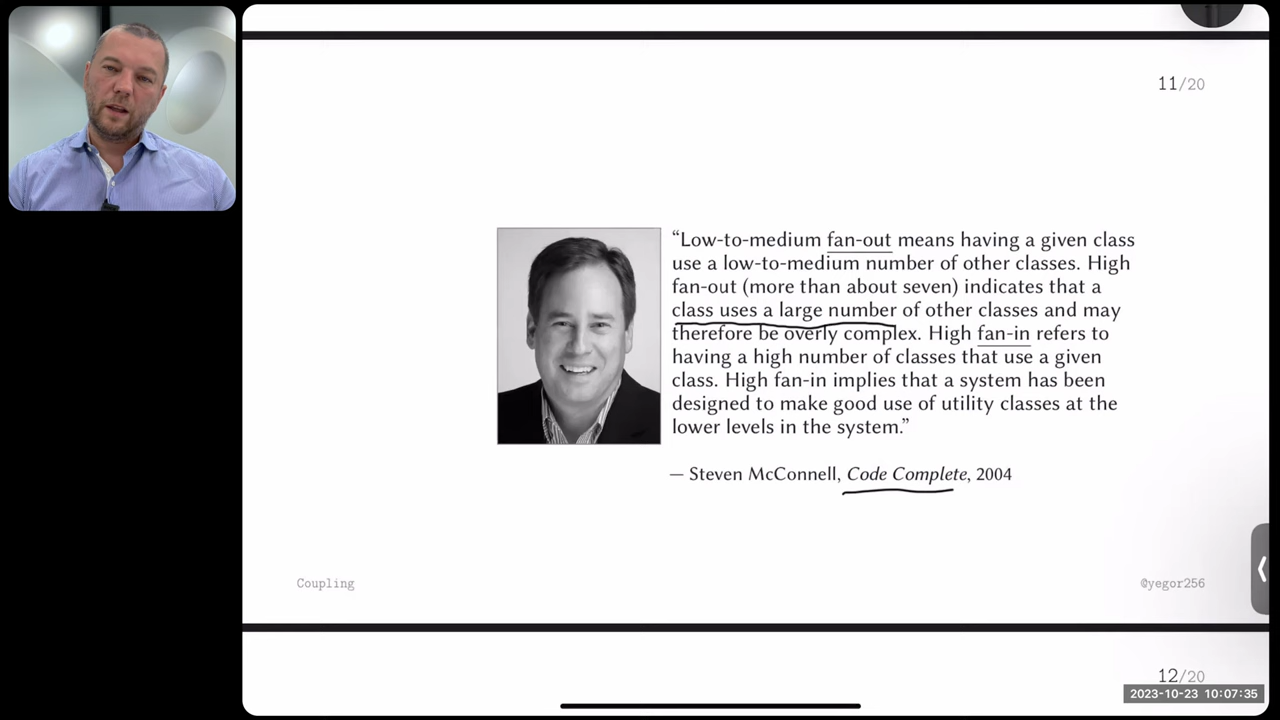 11/20
“Low-to-medium fan-out means having a given class
use a low-to-medium number of other classes. High
fan-out (more than about seven) indicates that a
class uses a large number of other classes and may
therefore be overly complex. High fan-in refers to
having a high number of classes that use a given
class. High fan-in implies that a system has been
designed to make good use of utility classes at the
lower levels in the system.”
— Steven McConnell, Code Complete, 2004
Coupling
@yegor256
12/20
2023-10-23 10:07:35